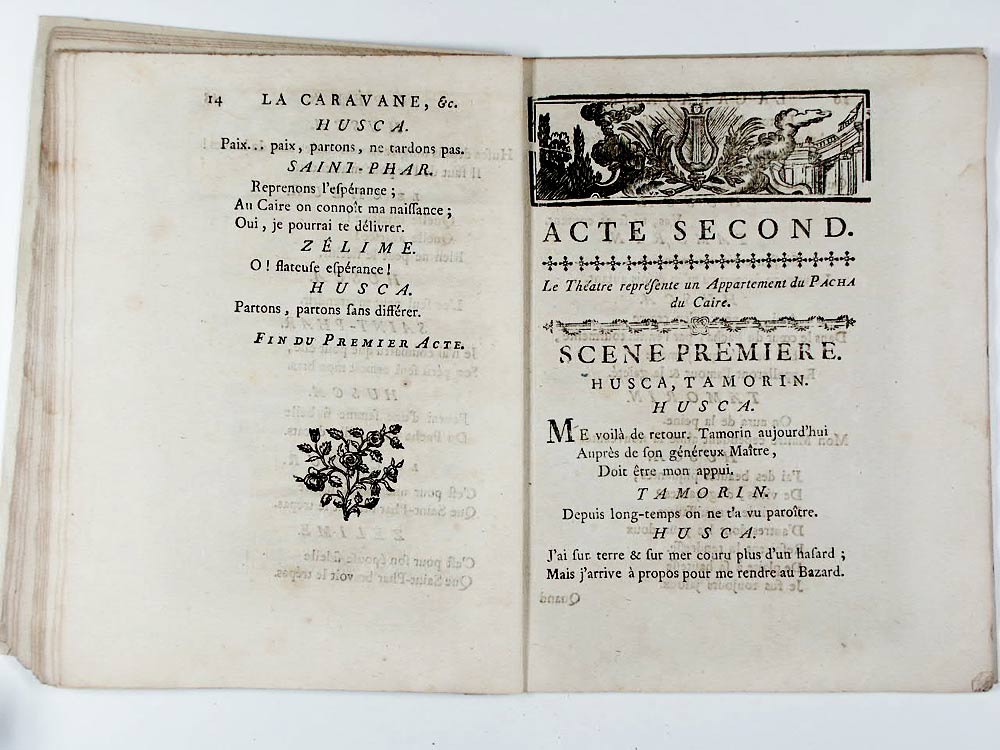 14 LA CARAVANE, &c.
HUSCA.
Paix... paix, partons, ne tardons pas.
SAINT-PHAR.
Reprenons l'eſpérance ;
Au Caire on connoît ma naiſſance ;
Oui, je pourrai te délivrer.
ZÉLIME.
O! flateuse eſpérance!
HUSCA.
Partons, partons ſans différer.
FIN DU PREMIER ACTE.
ACTE SECOND.
Le Théatre repréſente un Appartement du PACHA
du Caire.
SCENE PREMIERE.
HUSCA, TAMORIN.
HUSCA.
ME voilà de retour. Tamorin aujourd'hui
Auprès de ſon généreux Maître,
Doit être mon appui.
TAMORIN.
Depuis long-temps on ne t'a vu paroître.
HUSCA.
J'ai ſur terre & ſur mer couru plus d'un haſard ;
Mais j'arrive à propos pour me rendre au Bazard.